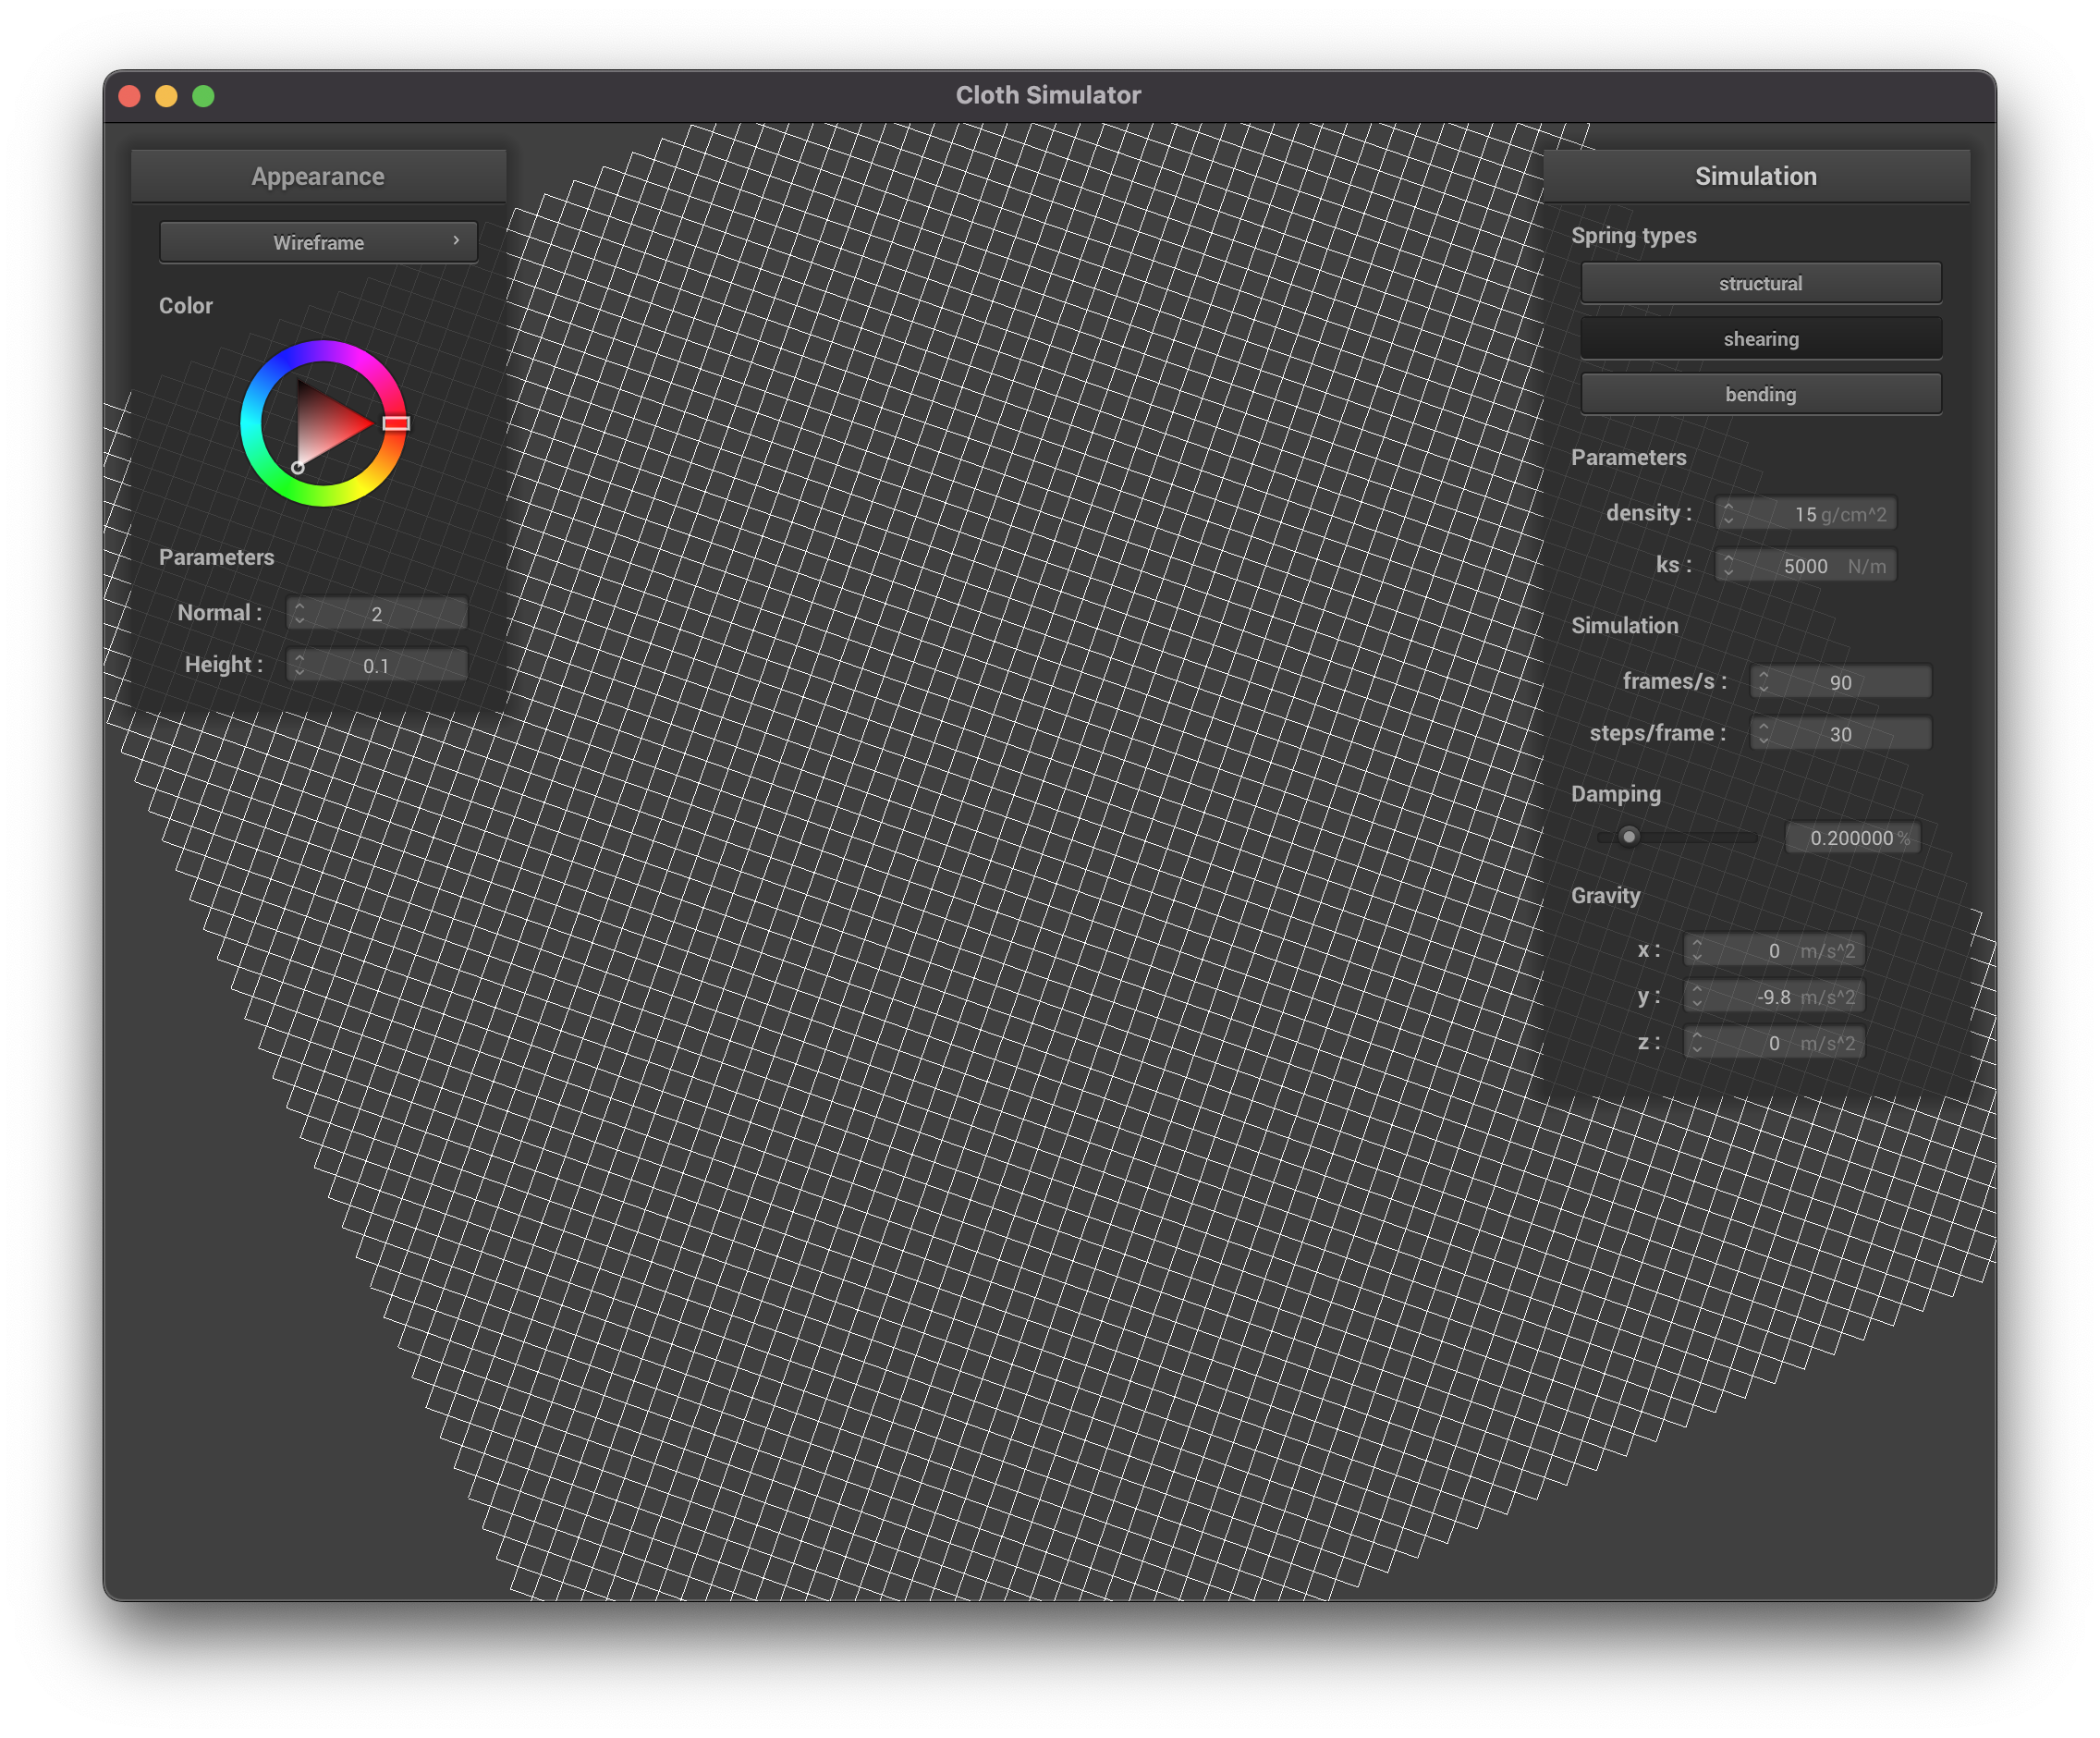 Cloth Simulator
Appearance
Wireframe
Color
Parameters
Normal : 2
Height : 0.1
Simulation
Spring types
structural
shearing
bending
Parameters
density : 15 g/cm^2
ks : 5000 N/m
Simulation
frames/s : 90
steps/frame : 30
Damping
0.200000 %
Gravity
x : 0 m/s^2
y : -9.8 m/s^2
z : 0 m/s^2